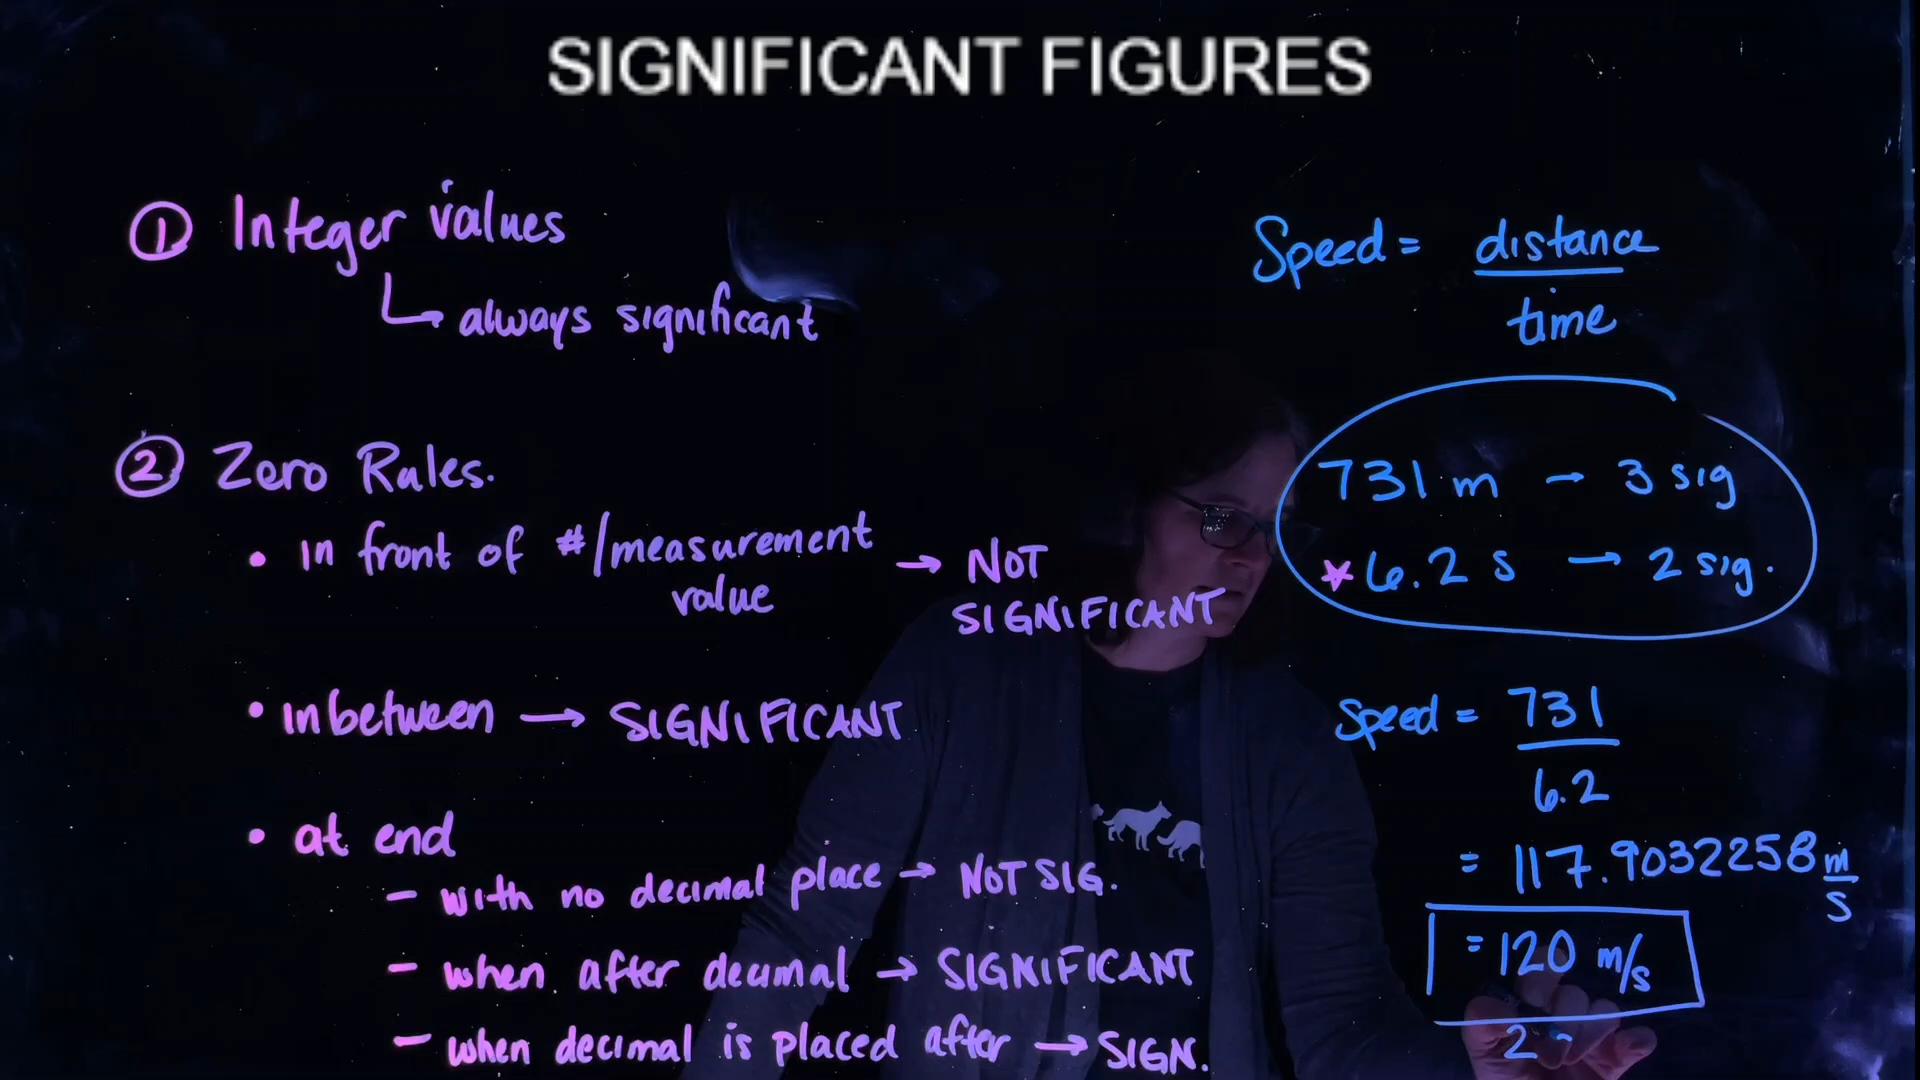 SIGNIFICANT FIGURES
① Integer values
always significant
② Zero Rules.
• in front of #/measurement value → NOT
SIGNIFICANT
• inbetween → SIGNIFICANT
• at end
- with no decimal place → NOT SIG.
- when after decimal → SIGNIFICANT
- when decimal is placed after → SIGN.
Speed = distance
time
731 m → 3 sig
*6.2 s → 2 sig.
Speed = 731
6.2
= 117.9032258 m
s
= 120 m/s
2